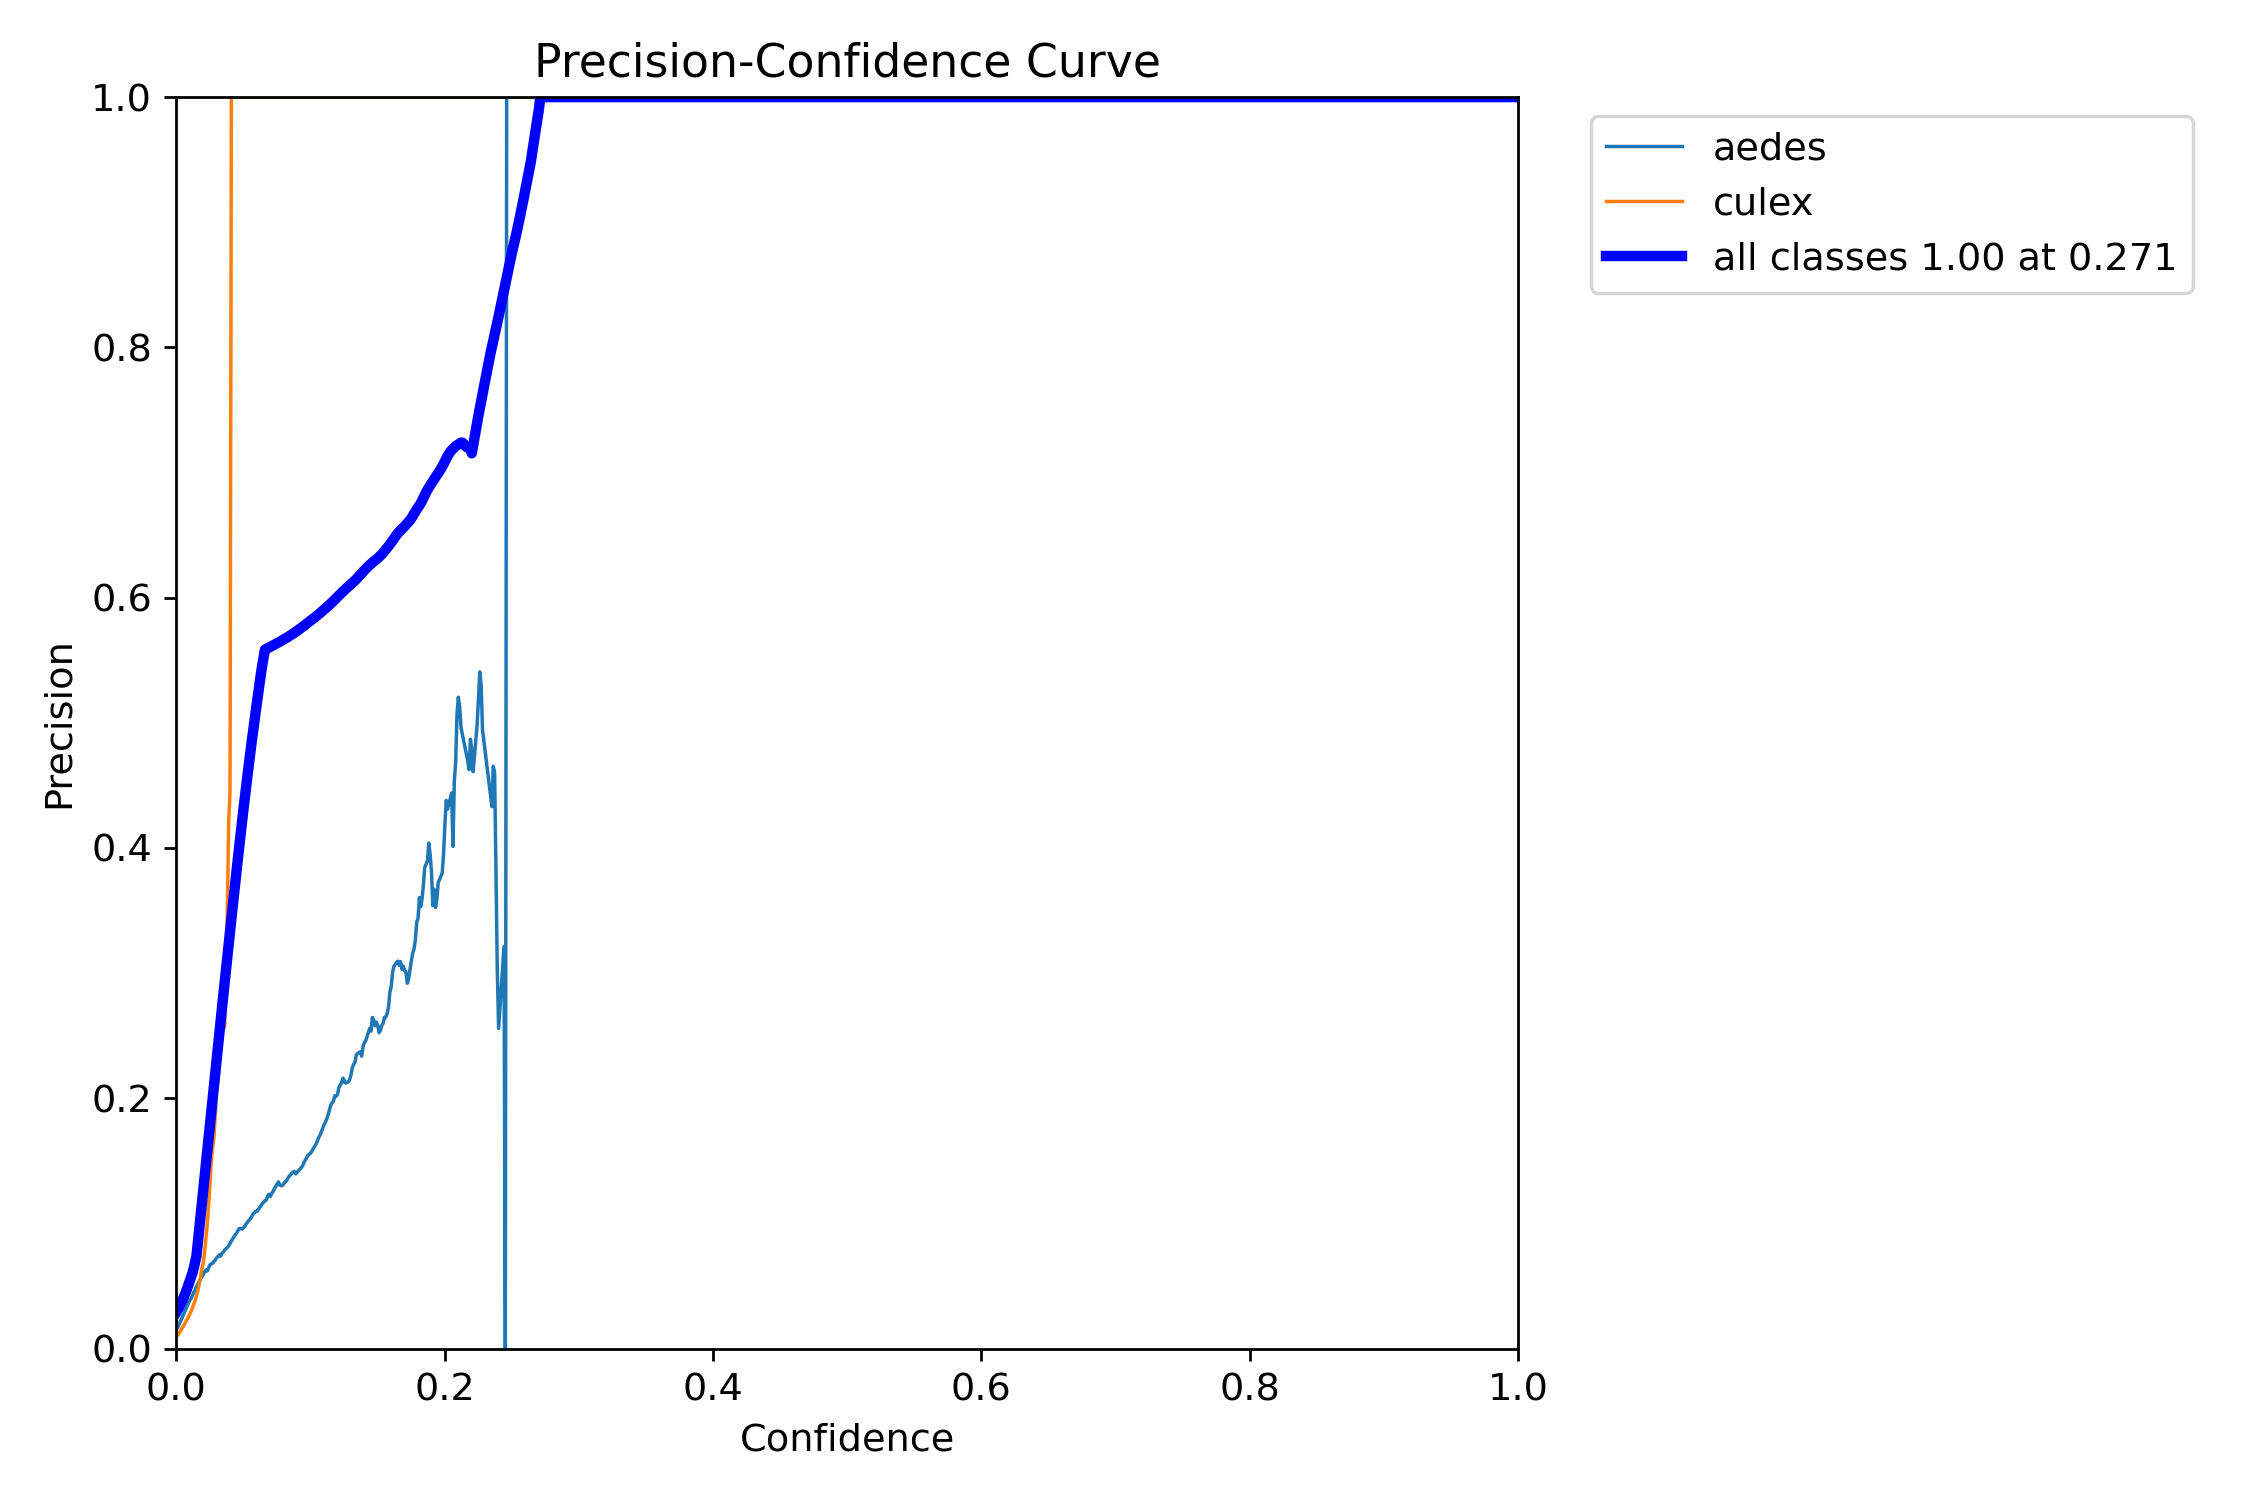 Precision-Confidence Curve
1.0
0.8
0.6
0.4
0.2
0.0
Precision
0.0 0.2 0.4 0.6 0.8 1.0
Confidence
aedes
culex
all classes 1.00 at 0.271